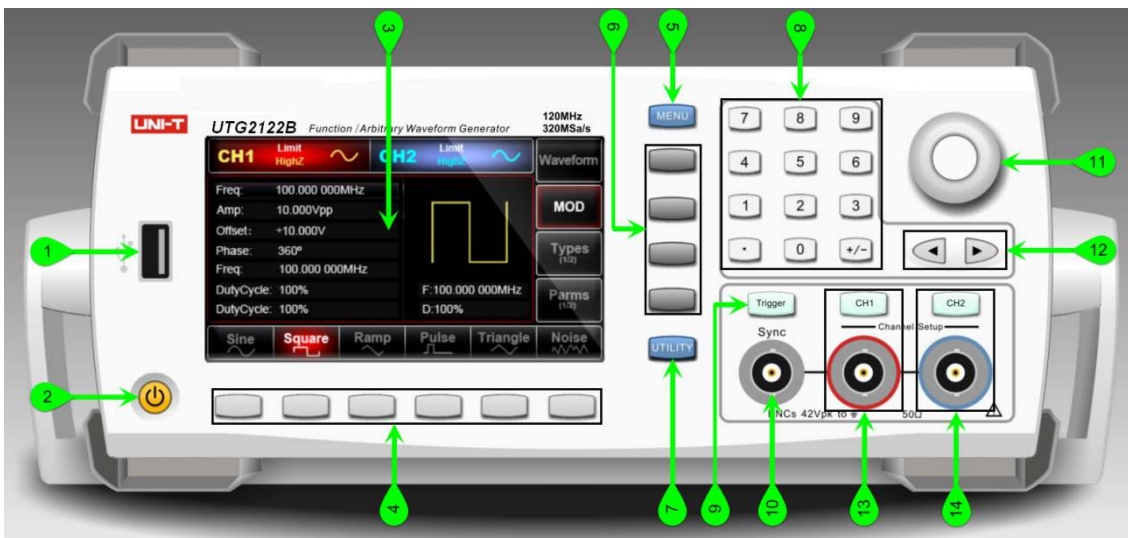 3
6
5
8
UNI-T
UTG2122B Function / Arbitrary Waveform Generator
120MHz
320MSa/s
MENU
7 8 9
CH1 Limit HighZ
CH2 Limit HighZ
Waveform
4 5 6
11
Freq: 100.000 000MHz
Amp: 10.000Vpp
MOD
1 2 3
Offset: +10.000V
1
Phase: 360°
Types
(1/2)
. 0 +/-
12
Freq: 100.000 000MHz
DutyCycle: 100%
F:100.000 000MHz
Parms
(1/2)
DutyCycle: 100%
D:100%
Trigger
CH1
CH2
Sine Square Ramp Pulse Triangle Noise
UTILITY
Sync
Channel Setup
2
BNCs 42Vpk to
50Ω
4
7
9
10
13
14